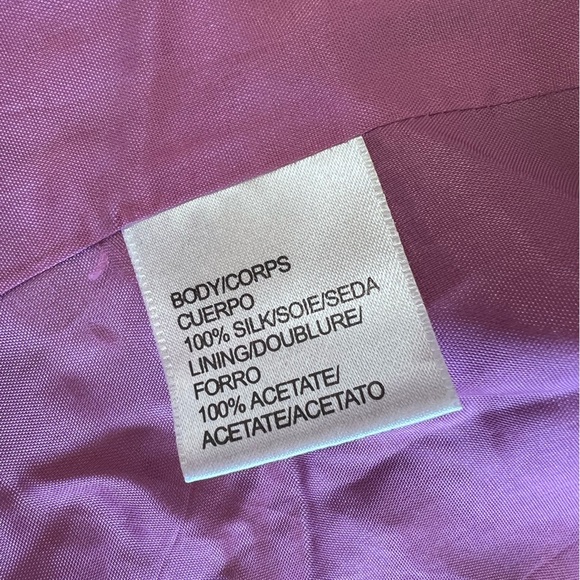 BODY/CORPS
CUERPO
100% SILK/SOIE/SEDA
LINING/DOUBLURE/
FORRO
100% ACETATE/
ACETATE/ACETATO